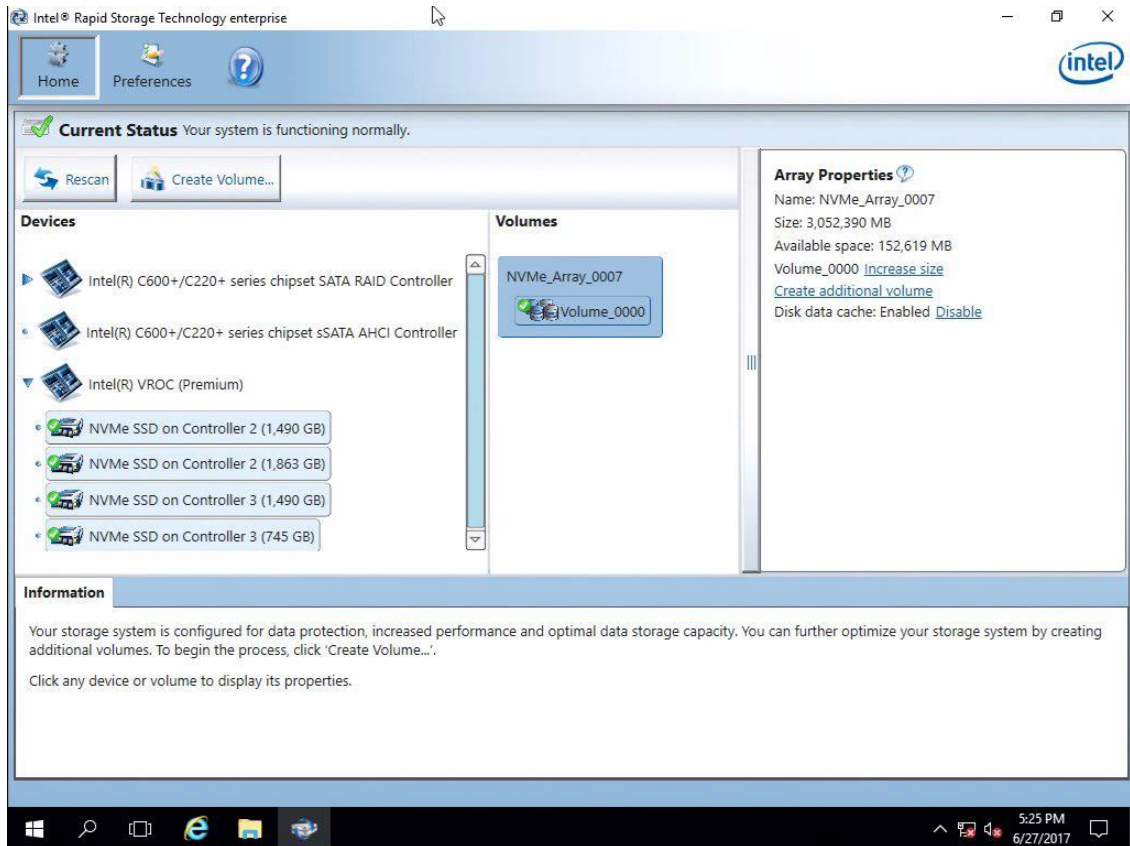 Intel® Rapid Storage Technology enterprise
Home
Preferences
?
intel
Current Status Your system is functioning normally.
Rescan
Create Volume...
Devices
Intel(R) C600+/C220+ series chipset SATA RAID Controller
Intel(R) C600+/C220+ series chipset sSATA AHCI Controller
Intel(R) VROC (Premium)
NVMe SSD on Controller 2 (1,490 GB)
NVMe SSD on Controller 2 (1,863 GB)
NVMe SSD on Controller 3 (1,490 GB)
NVMe SSD on Controller 3 (745 GB)
Volumes
NVMe_Array_0007
Volume_0000
Array Properties ?
Name: NVMe_Array_0007
Size: 3,052,390 MB
Available space: 152,619 MB
Volume_0000 Increase size
Create additional volume
Disk data cache: Enabled Disable
Information
Your storage system is configured for data protection, increased performance and optimal data storage capacity. You can further optimize your storage system by creating
additional volumes. To begin the process, click 'Create Volume...'.
Click any device or volume to display its properties.
5:25 PM
6/27/2017